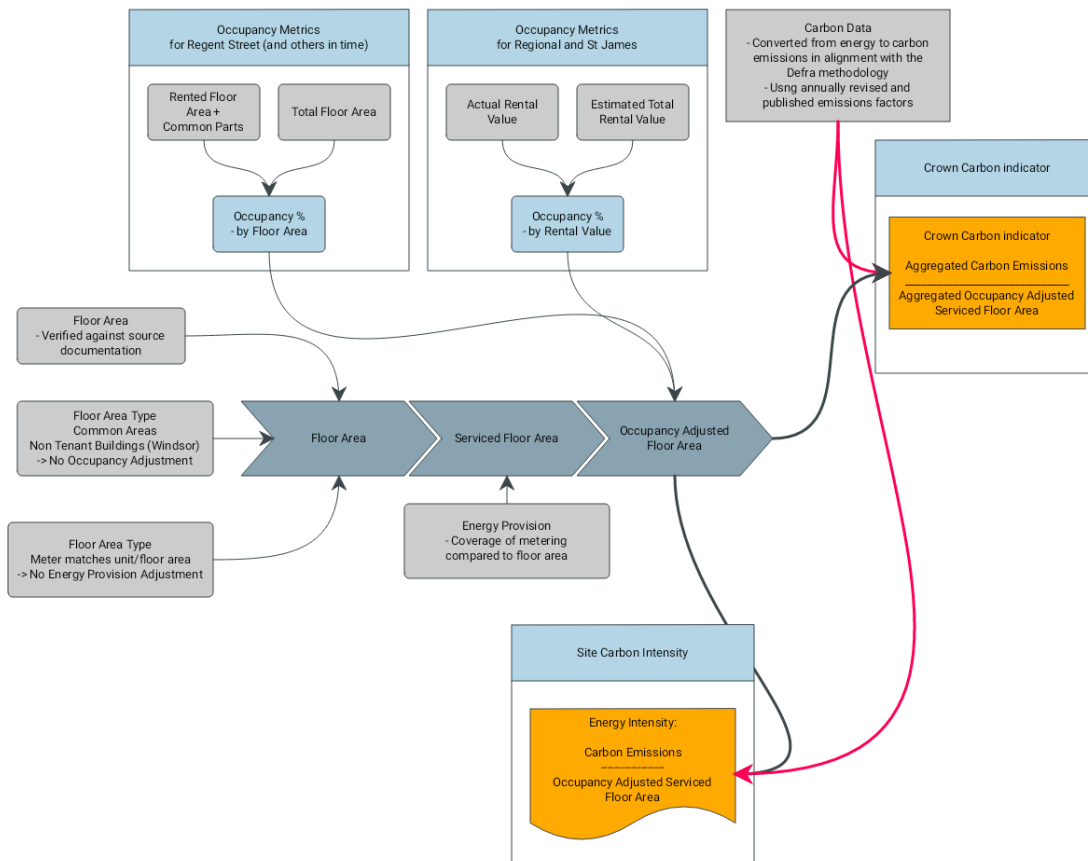 Occupancy Metrics
for Regent Street (and others in time)
Rented Floor
Area +
Common Parts
Total Floor Area
Occupancy %
- by Floor Area
Occupancy Metrics
for Regional and St James
Actual Rental
Value
Estimated Total
Rental Value
Occupancy %
- by Rental Value
Carbon Data
- Converted from energy to carbon
emissions in alignment with the
Defra methodology
- Usng annually revised and
published emissions factors
Crown Carbon indicator
Crown Carbon indicator
Aggregated Carbon Emissions
Aggregated Occupancy Adjusted
Serviced Floor Area
Floor Area
- Verified against source
documentation
Floor Area Type
Common Areas
Non Tenant Buildings (Windsor)
-> No Occupancy Adjustment
Floor Area Type
Meter matches unit/floor area
-> No Energy Provision Adjustment
Floor Area
Serviced Floor Area
Occupancy Adjusted
Floor Area
Energy Provision
- Coverage of metering
compared to floor area
Site Carbon Intensity
Energy Intensity:
Carbon Emissions
Occupancy Adjusted Serviced
Floor Area